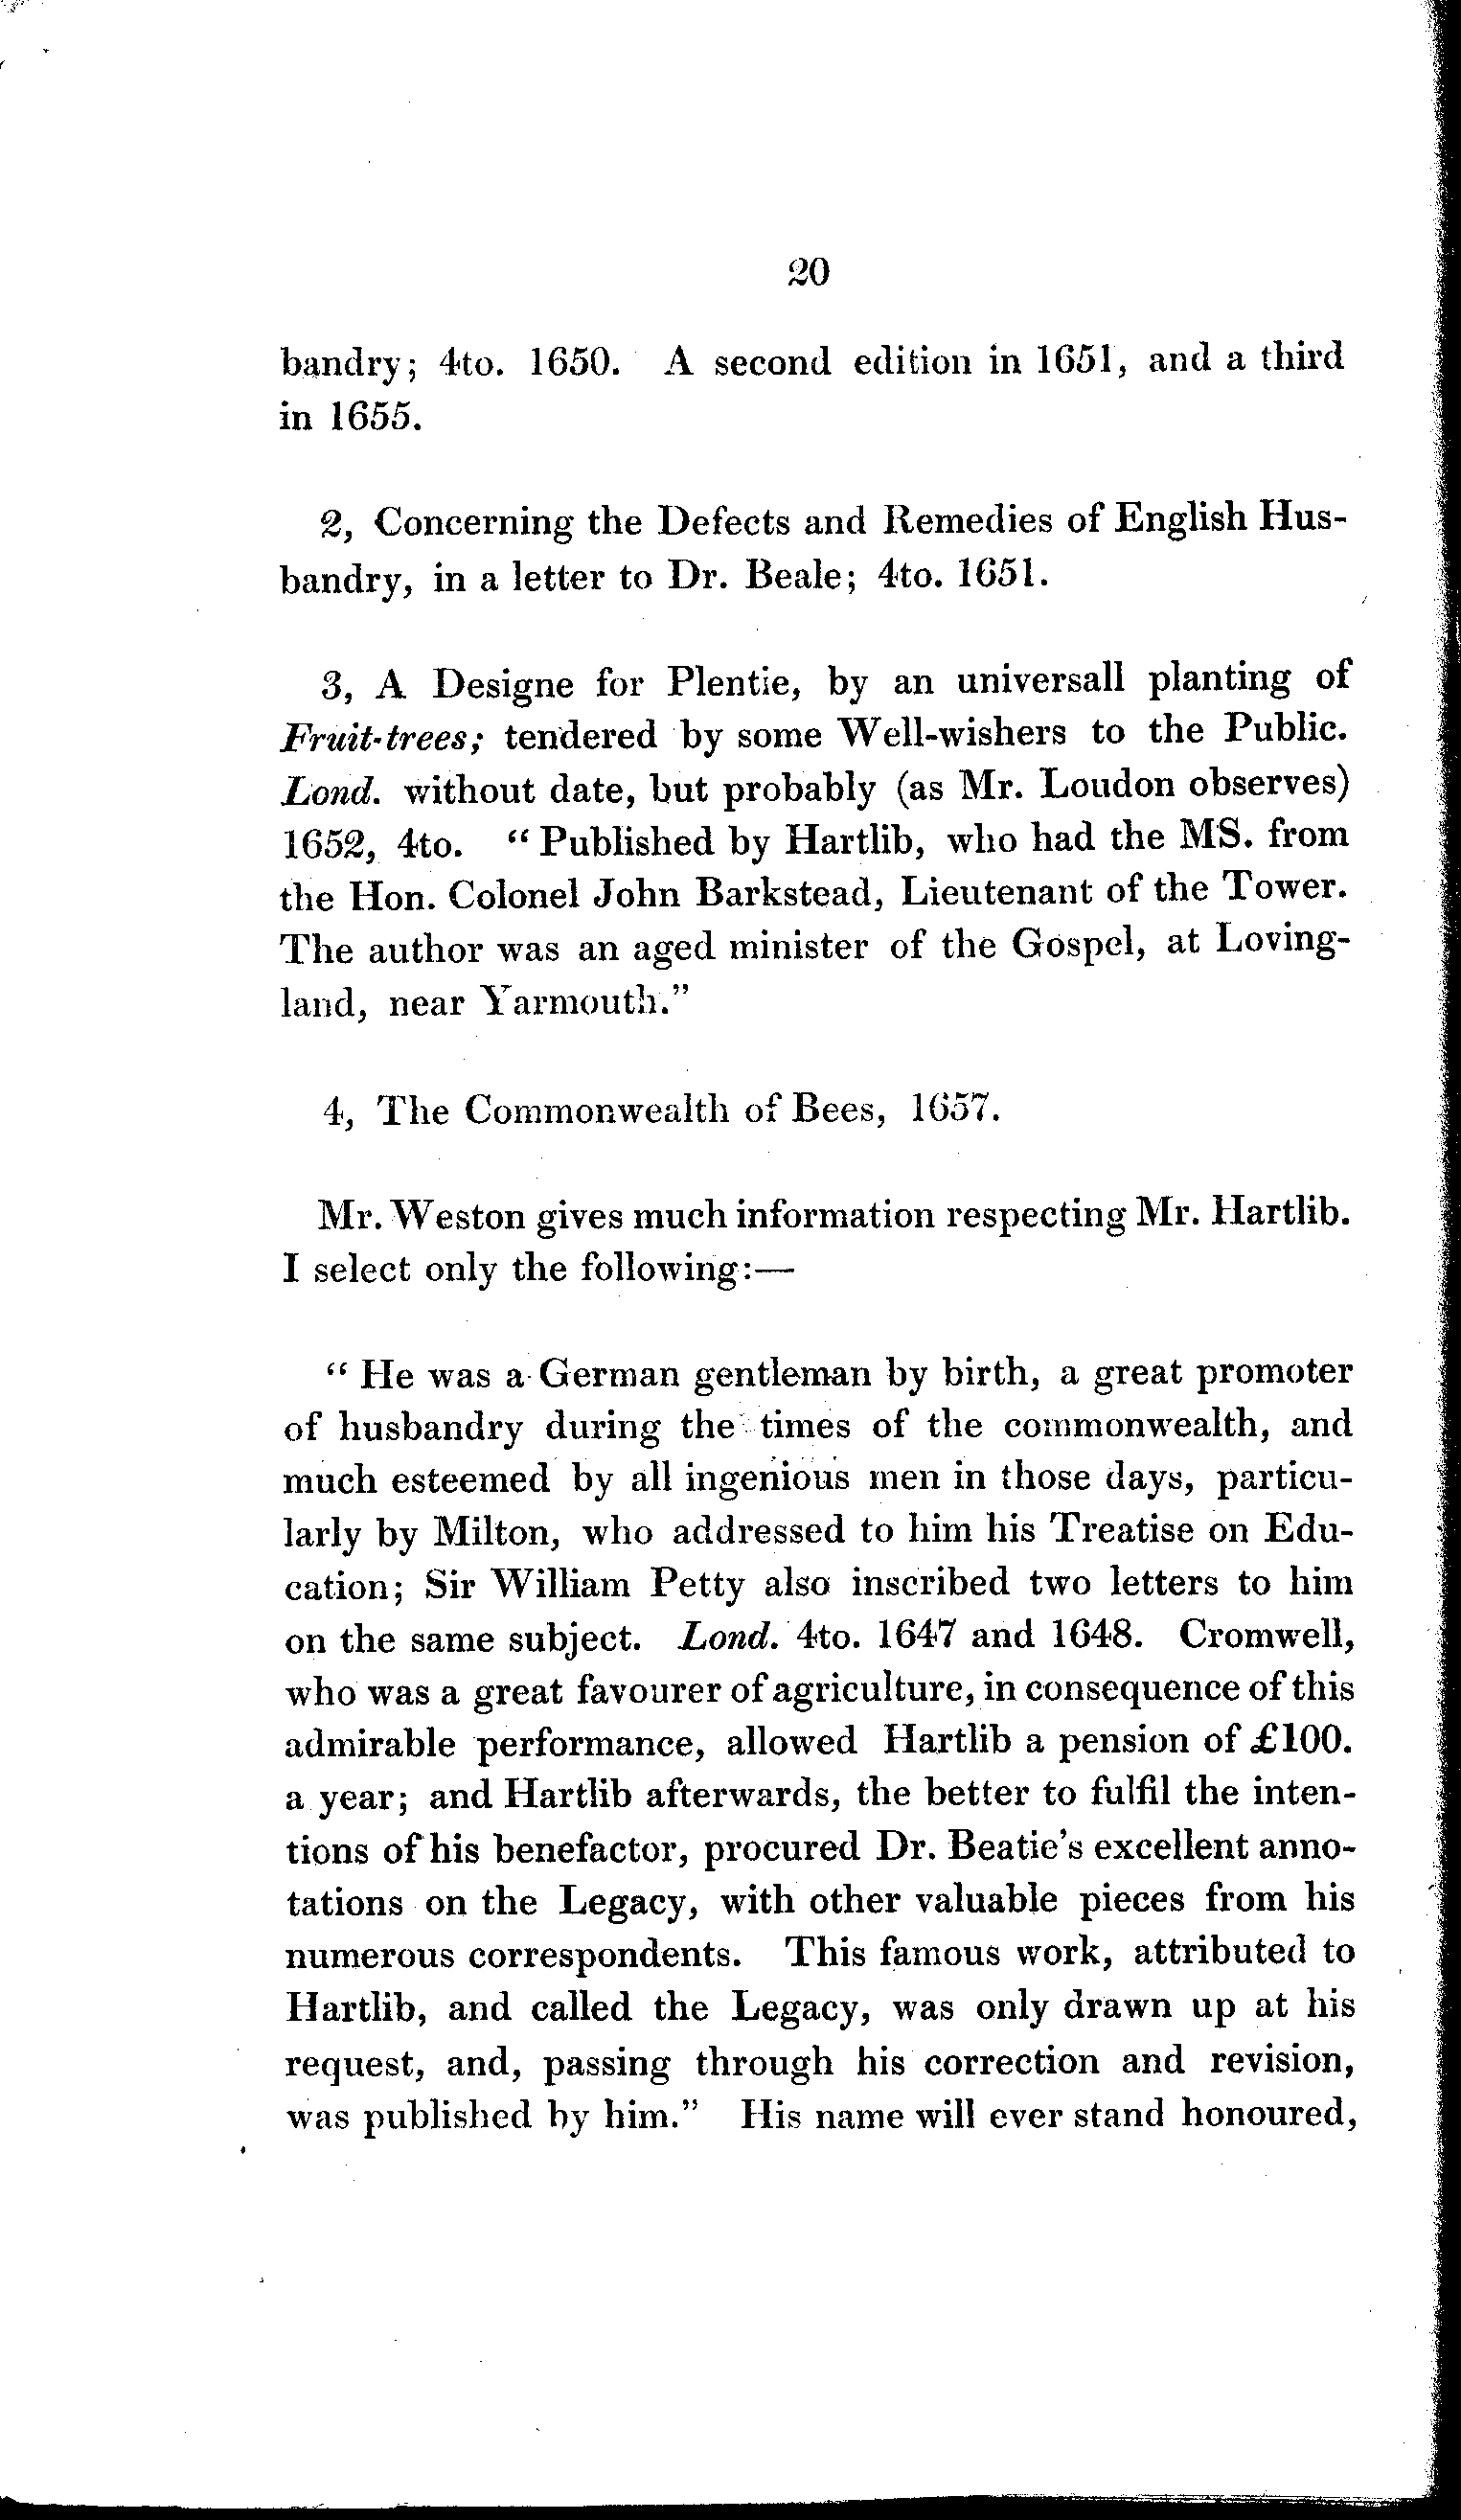 20
bandry; 4to. 1650. A second edition in 1651, and a third
in 1655.
2, Concerning the Defects and Remedies of English Hus-
bandry, in a letter to Dr. Beale; 4to. 1651.
3, A Designe for Plentie, by an universall planting of
Fruit-trees; tendered by some Well-wishers to the Public.
Lond. without date, but probably (as Mr. Loudon observes)
1652, 4to. “Published by Hartlib, who had the MS. from
the Hon. Colonel John Barkstead, Lieutenant of the Tower.
The author was an aged minister of the Gospel, at Loving-
land, near Yarmouth.”
4, The Commonwealth of Bees, 1657.
Mr. Weston gives much information respecting Mr. Hartlib.
I select only the following:—
“He was a German gentleman by birth, a great promoter
of husbandry during the times of the commonwealth, and
much esteemed by all ingenious men in those days, particu-
larly by Milton, who addressed to him his Treatise on Edu-
cation; Sir William Petty also inscribed two letters to him
on the same subject. Lond. 4to. 1647 and 1648. Cromwell,
who was a great favourer of agriculture, in consequence of this
admirable performance, allowed Hartlib a pension of £100.
a year; and Hartlib afterwards, the better to fulfil the inten-
tions of his benefactor, procured Dr. Beatie's excellent anno-
tations on the Legacy, with other valuable pieces from his
numerous correspondents. This famous work, attributed to
Hartlib, and called the Legacy, was only drawn up at his
request, and, passing through his correction and revision,
was published by him.” His name will ever stand honoured,